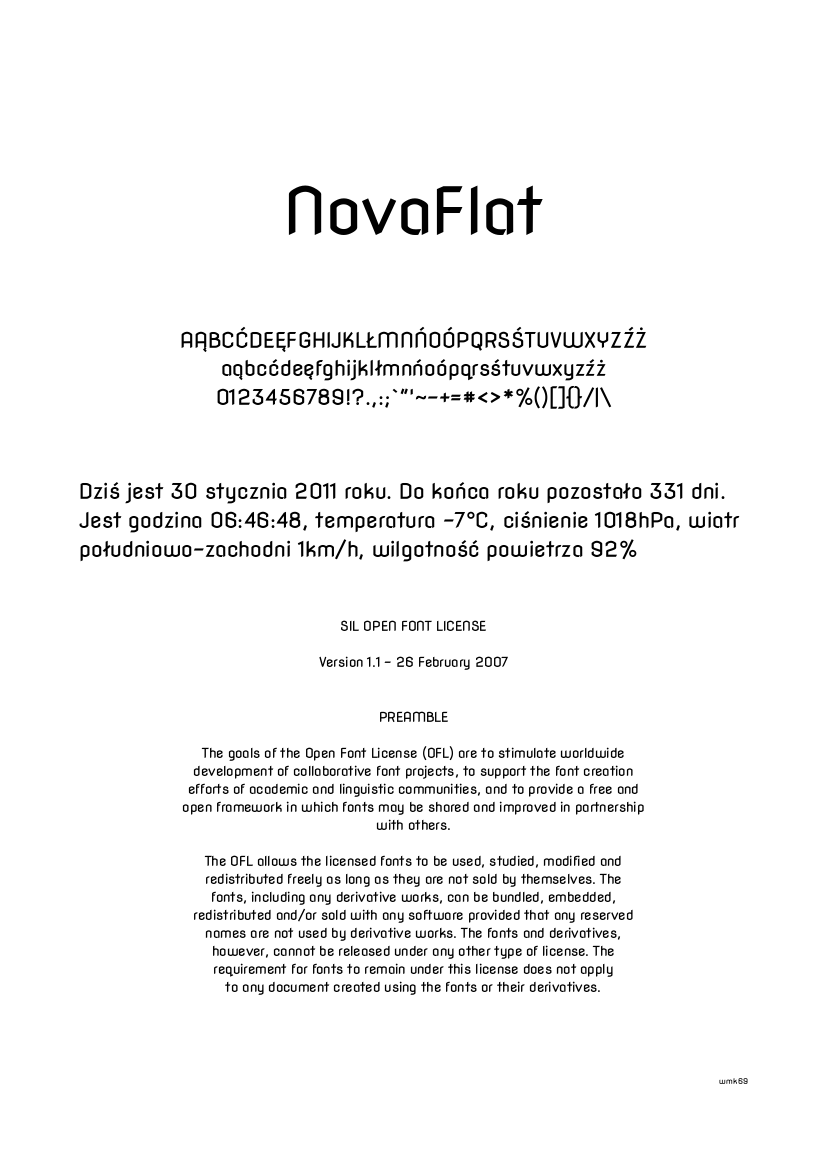 NovaFlat
AĄBCĆDEĘFGHIJKLŁMNŃOÓPQRSŚTUVWXYZŹŻ
aąbcćdeęfghijklłmnńoópqrsśtuvwxyzźż
0123456789!?.,:;`"'~-+=#<>*%()[]{}/|\
Dziś jest 30 stycznia 2011 roku. Do końca roku pozostało 331 dni.
Jest godzina 06:46:48, temperatura -7°C, ciśnienie 1018hPa, wiatr
południowo-zachodni 1km/h, wilgotność powietrza 92%
SIL OPEN FONT LICENSE
Version 1.1 - 26 February 2007
PREAMBLE
The goals of the Open Font License (OFL) are to stimulate worldwide
development of collaborative font projects, to support the font creation
efforts of academic and linguistic communities, and to provide a free and
open framework in which fonts may be shared and improved in partnership
with others.
The OFL allows the licensed fonts to be used, studied, modified and
redistributed freely as long as they are not sold by themselves. The
fonts, including any derivative works, can be bundled, embedded,
redistributed and/or sold with any software provided that any reserved
names are not used by derivative works. The fonts and derivatives,
however, cannot be released under any other type of license. The
requirement for fonts to remain under this license does not apply
to any document created using the fonts or their derivatives.
wmk69